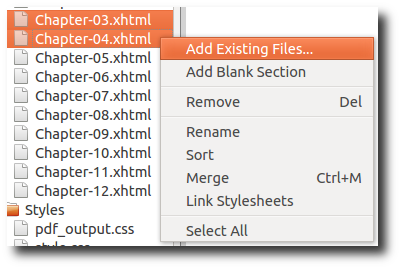 Chapter-03.xhtml
Chapter-04.xhtml
Chapter-05.xhtml
Chapter-06.xhtml
Chapter-07.xhtml
Chapter-08.xhtml
Chapter-09.xhtml
Chapter-10.xhtml
Chapter-11.xhtml
Chapter-12.xhtml
Styles
pdf_output.css
style.css
Add Existing Files...
Add Blank Section
Remove Del
Rename
Sort
Merge Ctrl+M
Link Stylesheets
Select All